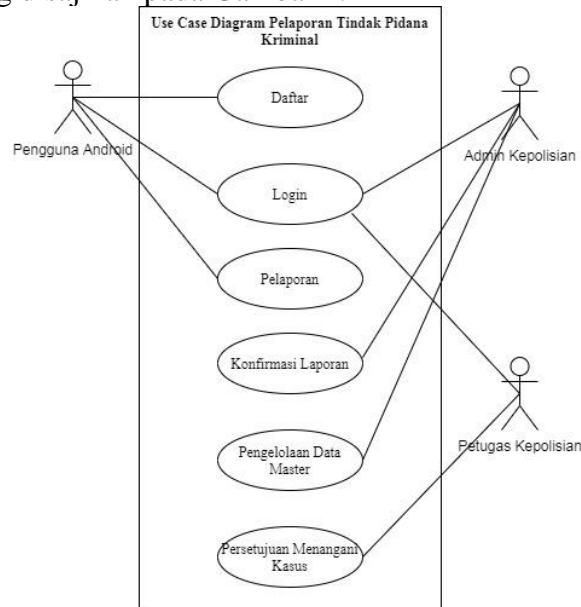 Use Case Diagram Pelaporan Tindak Pidana
Kriminal
Daftar
Pengguna Android
Admin Kepolisian
Login
Pelaporan
Konfirmasi Laporan
Petugas Kepolisian
Pengelolaan Data
Master
Persetujuan Menangani
Kasus